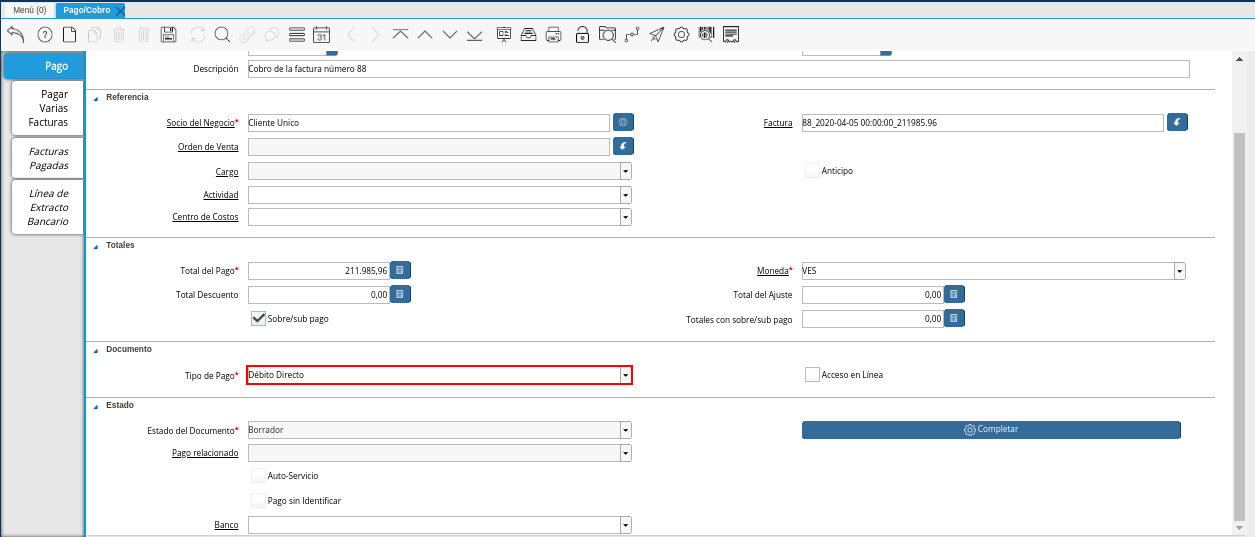 Menú (0)
Pago/Cobro
31
Pago
Pagar
Varias
Facturas
Facturas
Pagadas
Línea de
Extracto
Bancario
Descripción Cobro de la factura número 88
Referencia
Socio del Negocio* Cliente Unico
Factura 88_2020-04-05 00:00:00_211985.96
Orden de Venta
Cargo
Anticipo
Actividad
Centro de Costos
Totales
Total del Pago* 211.985,96
Moneda* VES
Total Descuento 0,00
Total del Ajuste 0,00
Sobre/sub pago
Totales con sobre/sub pago 0,00
Documento
Tipo de Pago* Débito Directo
Acceso en Línea
Estado
Estado del Documento* Borrador
Completar
Pago relacionado
Auto-Servicio
Pago sin Identificar
Banco